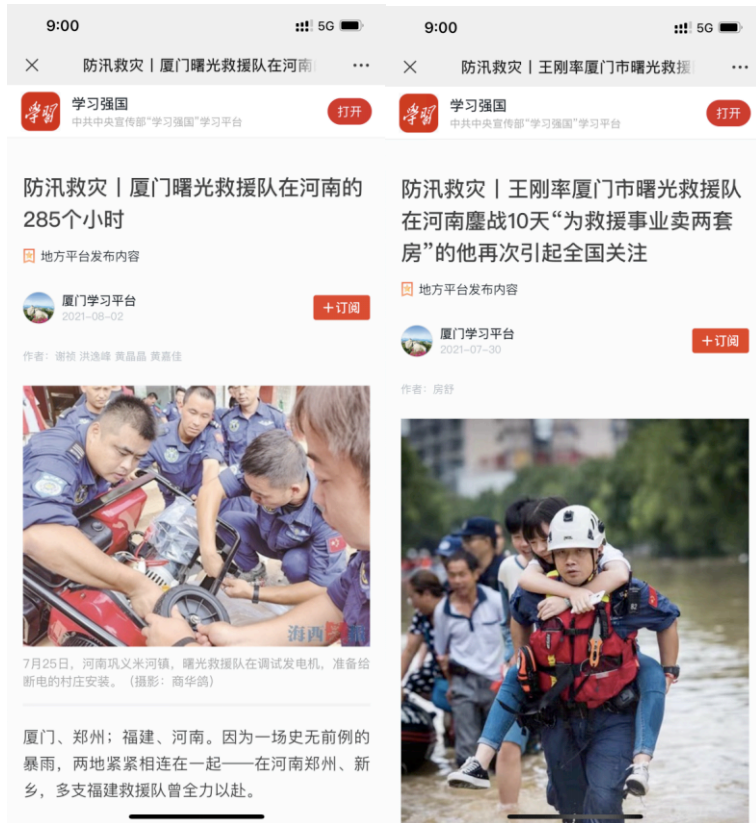 9:00
5G
防汛救灾丨厦门曙光救援队在河南
学习
学习强国
中共中央宣传部“学习强国”学习平台
打开
防汛救灾丨厦门曙光救援队在河南的
285个小时
地方平台发布内容
厦门学习平台
2021-08-02
+订阅
作者：谢祯 洪逸峰 黄晶晶 黄嘉佳
海西
7月25日，河南巩义米河镇，曙光救援队在调试发电机，准备给
断电的村庄安装。（摄影：商华鸽）
厦门、郑州；福建、河南。因为一场史无前例的
暴雨，两地紧紧相连在一起——在河南郑州、新
乡，多支福建救援队曾全力以赴。
9:00
5G
防汛救灾丨王刚率厦门市曙光救援
学习
学习强国
中共中央宣传部“学习强国”学习平台
打开
防汛救灾丨王刚率厦门市曙光救援队
在河南鏖战10天“为救援事业卖两套
房”的他再次引起全国关注
地方平台发布内容
厦门学习平台
2021-07-30
+订阅
作者：房舒